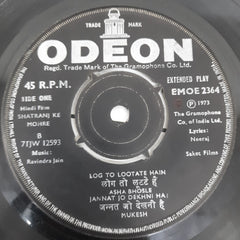 TRADE MARK
ODEON
Regd. Trade Mark of The Gramophone Co. Ltd.
45 R.P.M.
EXTENDED PLAY
SIDE ONE
EMOE 2364
Hindi Film
SHATRANJ KE
MOHRE
℗ 1973
The Gramophone
Co. of India Ltd.
B
7TJW 12593
Lyrics:
Neeraj
Music:
Ravindra Jain
Saket Films
LOG TO LOOTATE HAIN
लोग तो लूटते हैं
ASHA BHOSLE
JANNAT JO DEKHNI HAI
जन्नत जो देखनी है
MUKESH